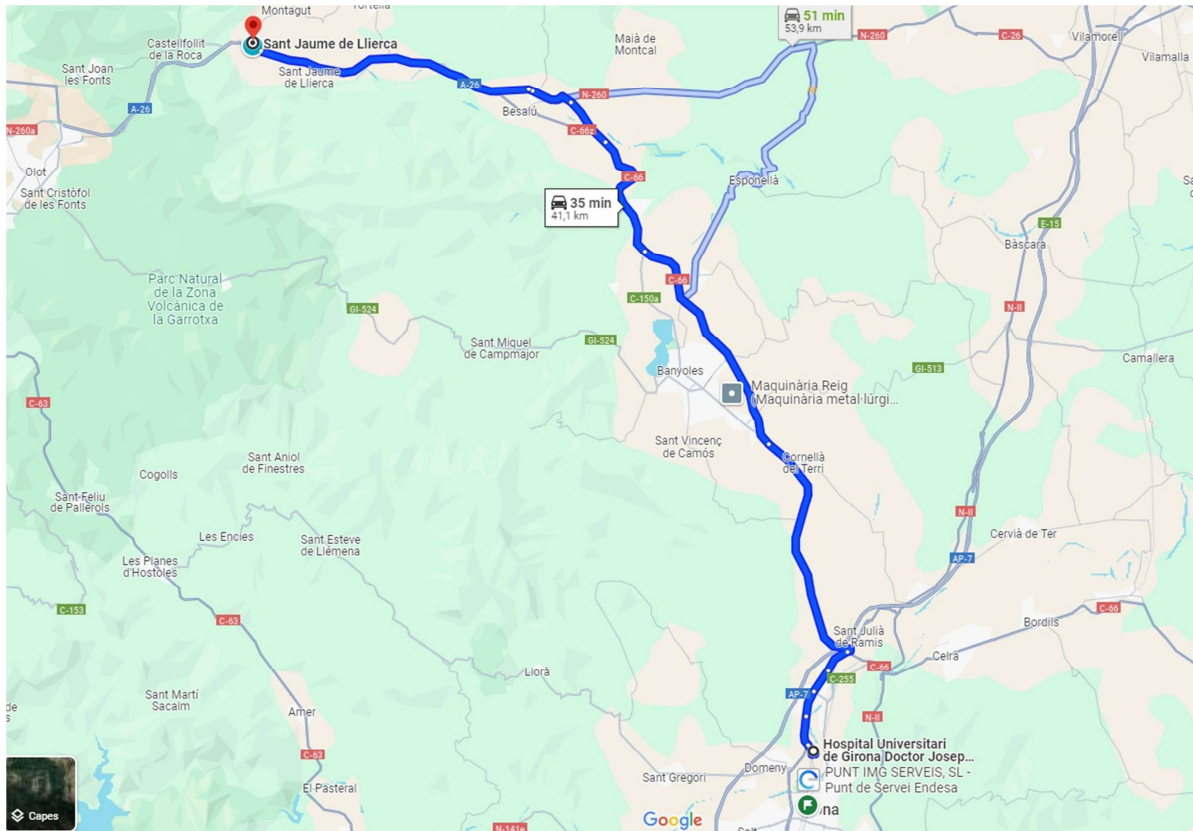 Montagut
Tortellà
51 min
53,9 km
N-260
C-26
Vilamorell
Vilamalla
Castellfollit
de la Roca
Sant Jaume de Llierca
Maià de
Montcal
Sant Joan
les Fonts
Sant Jaume
de Llierca
A-26
A-26
N-260
Besalú
N-260a
C-66z
Olot
C-66
Esponellà
Sant Cristòfol
de les Fonts
35 min
41,1 km
E-15
Bàscara
Parc Natural
de la Zona
Volcànica de
la Garrotxa
C-66
C-150a
GI-524
N-II
Sant Miquel
de Campmajor
GI-524
Camallera
Banyoles
GI-513
Maquinària Reig
(Maquinària metal·lúrgi...
C-63
Sant Vicenç
de Camós
Cornellà
del Terri
Sant Aniol
de Finestres
Cogolls
Sant Feliu
de Pallerols
N-II
Les Encies
Sant Esteve
de Llémena
Cervià de Ter
Les Planes
d'Hostoles
AP-7
C-153
C-63
C-66
Bordils
Sant Julià
de Ramis
Celrà
C-66
Llorà
C-255
AP-7
Sant Martí
Sacalm
de
s
Amer
N-II
C-63
Hospital Universitari
de Girona Doctor Josep...
Domeny
PUNT IMG SERVEIS, SL -
Punt de Servei Endesa
Sant Gregori
El Pasteral
Capes
Google
ona
N-141e